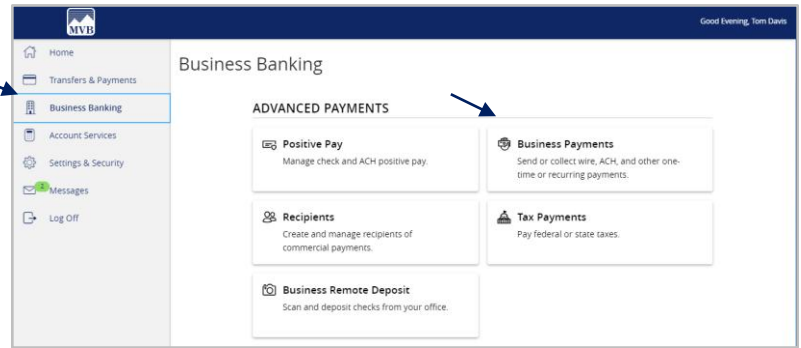 MVB
Good Evening, Tom Davis
Home
Transfers & Payments
Business Banking
Account Services
Settings & Security
Messages
Log Off
Business Banking
ADVANCED PAYMENTS
Positive Pay
Manage check and ACH positive pay.
Business Payments
Send or collect wire, ACH, and other one-
time or recurring payments.
Recipients
Create and manage recipients of
commercial payments.
Tax Payments
Pay federal or state taxes.
Business Remote Deposit
Scan and deposit checks from your office.